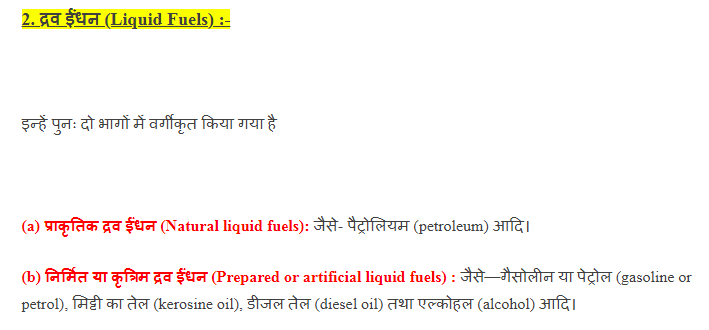 2. द्रव ईंधन (Liquid Fuels) :-
इन्हें पुनः दो भागों में वर्गीकृत किया गया है
(a) प्राकृतिक द्रव ईंधन (Natural liquid fuels): जैसे- पैट्रोलियम (petroleum) आदि।
(b) निर्मित या कृत्रिम द्रव ईंधन (Prepared or artificial liquid fuels) : जैसे—गैसोलीन या पेट्रोल (gasoline or
petrol), मिट्टी का तेल (kerosine oil), डीजल तेल (diesel oil) तथा एल्कोहल (alcohol) आदि।